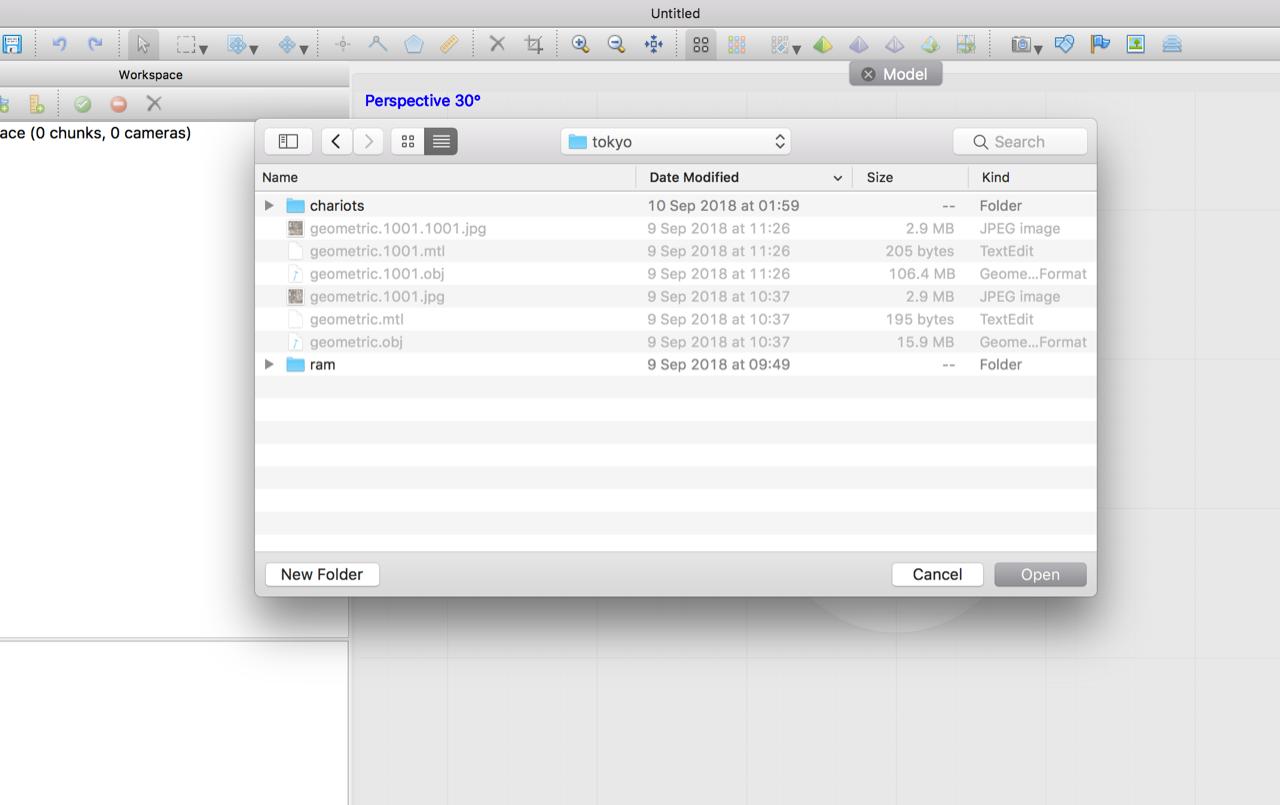 Untitled
Workspace
Model
Perspective 30°
ace (0 chunks, 0 cameras)
tokyo
Search
Name Date Modified Size Kind
chariots 10 Sep 2018 at 01:59 -- Folder
geometric.1001.1001.jpg 9 Sep 2018 at 11:26 2.9 MB JPEG image
geometric.1001.mtl 9 Sep 2018 at 11:26 205 bytes TextEdit
geometric.1001.obj 9 Sep 2018 at 11:26 106.4 MB Geome...Format
geometric.1001.jpg 9 Sep 2018 at 10:37 2.9 MB JPEG image
geometric.mtl 9 Sep 2018 at 10:37 195 bytes TextEdit
geometric.obj 9 Sep 2018 at 10:37 15.9 MB Geome...Format
ram 9 Sep 2018 at 09:49 -- Folder
New Folder Cancel Open